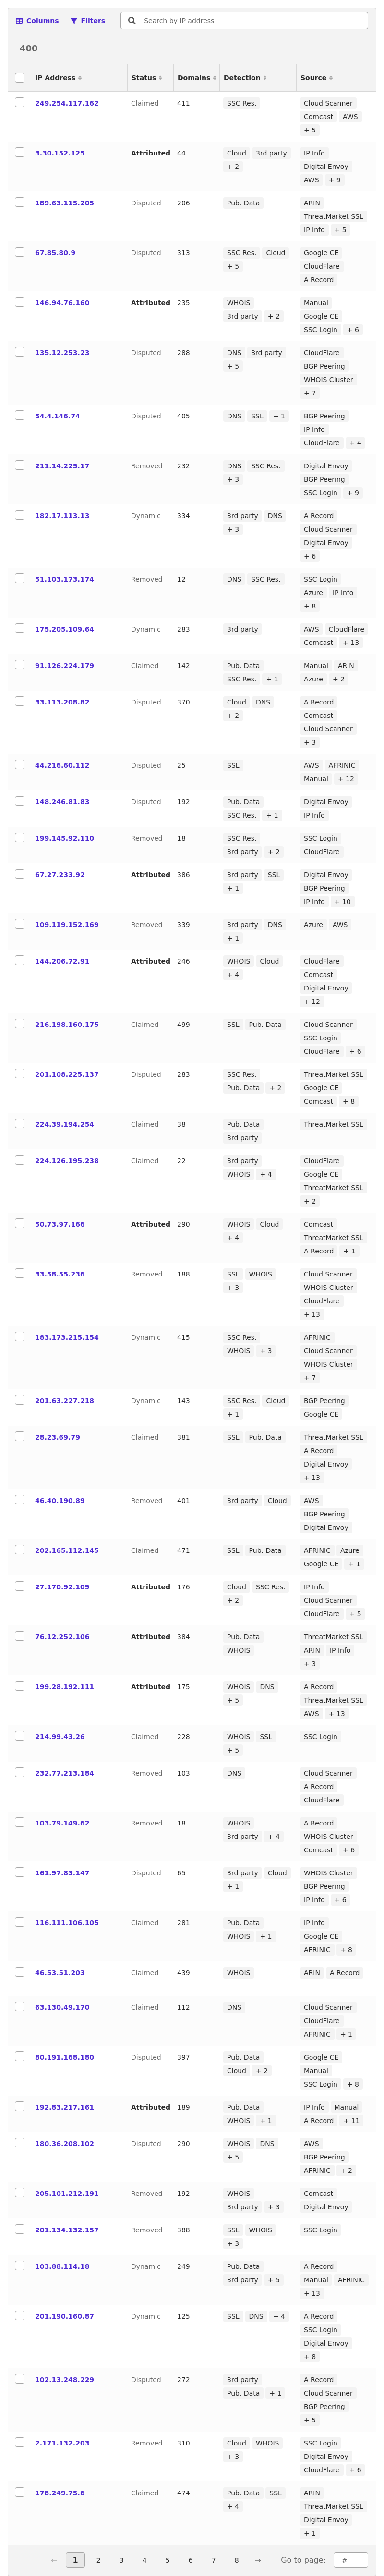 Columns Filters Search by IP address
400
IP Address Status Domains Detection Source
249.254.117.162 Claimed 411 SSC Res. Cloud Scanner
Comcast AWS
+ 5
3.30.152.125 Attributed 44 Cloud 3rd party IP Info
+ 2 Digital Envoy
AWS + 9
189.63.115.205 Disputed 206 Pub. Data ARIN
ThreatMarket SSL
IP Info + 5
67.85.80.9 Disputed 313 SSC Res. Cloud Google CE
+ 5 CloudFlare
A Record
146.94.76.160 Attributed 235 WHOIS Manual
3rd party + 2 Google CE
SSC Login + 6
135.12.253.23 Disputed 288 DNS 3rd party CloudFlare
+ 5 BGP Peering
WHOIS Cluster
+ 7
54.4.146.74 Disputed 405 DNS SSL + 1 BGP Peering
IP Info
CloudFlare + 4
211.14.225.17 Removed 232 DNS SSC Res. Digital Envoy
+ 3 BGP Peering
SSC Login + 9
182.17.113.13 Dynamic 334 3rd party DNS A Record
+ 3 Cloud Scanner
Digital Envoy
+ 6
51.103.173.174 Removed 12 DNS SSC Res. SSC Login
Azure IP Info
+ 8
175.205.109.64 Dynamic 283 3rd party AWS CloudFlare
Comcast + 13
91.126.224.179 Claimed 142 Pub. Data Manual ARIN
SSC Res. + 1 Azure + 2
33.113.208.82 Disputed 370 Cloud DNS A Record
+ 2 Comcast
Cloud Scanner
+ 3
44.216.60.112 Disputed 25 SSL AWS AFRINIC
Manual + 12
148.246.81.83 Disputed 192 Pub. Data Digital Envoy
SSC Res. + 1 IP Info
199.145.92.110 Removed 18 SSC Res. SSC Login
3rd party + 2 CloudFlare
67.27.233.92 Attributed 386 3rd party SSL Digital Envoy
+ 1 BGP Peering
IP Info + 10
109.119.152.169 Removed 339 3rd party DNS Azure AWS
+ 1
144.206.72.91 Attributed 246 WHOIS Cloud CloudFlare
+ 4 Comcast
Digital Envoy
+ 12
216.198.160.175 Claimed 499 SSL Pub. Data Cloud Scanner
SSC Login
CloudFlare + 6
201.108.225.137 Disputed 283 SSC Res. ThreatMarket SSL
Pub. Data + 2 Google CE
Comcast + 8
224.39.194.254 Claimed 38 Pub. Data ThreatMarket SSL
3rd party
224.126.195.238 Claimed 22 3rd party CloudFlare
WHOIS + 4 Google CE
ThreatMarket SSL
+ 2
50.73.97.166 Attributed 290 WHOIS Cloud Comcast
+ 4 ThreatMarket SSL
A Record + 1
33.58.55.236 Removed 188 SSL WHOIS Cloud Scanner
+ 3 WHOIS Cluster
CloudFlare
+ 13
183.173.215.154 Dynamic 415 SSC Res. AFRINIC
WHOIS + 3 Cloud Scanner
WHOIS Cluster
+ 7
201.63.227.218 Dynamic 143 SSC Res. Cloud BGP Peering
+ 1 Google CE
28.23.69.79 Claimed 381 SSL Pub. Data ThreatMarket SSL
A Record
Digital Envoy
+ 13
46.40.190.89 Removed 401 3rd party Cloud AWS
BGP Peering
Digital Envoy
202.165.112.145 Claimed 471 SSL Pub. Data AFRINIC Azure
Google CE + 1
27.170.92.109 Attributed 176 Cloud SSC Res. IP Info
+ 2 Cloud Scanner
CloudFlare + 5
76.12.252.106 Attributed 384 Pub. Data ThreatMarket SSL
WHOIS ARIN IP Info
+ 3
199.28.192.111 Attributed 175 WHOIS DNS A Record
+ 5 ThreatMarket SSL
AWS + 13
214.99.43.26 Claimed 228 WHOIS SSL SSC Login
+ 5
232.77.213.184 Removed 103 DNS Cloud Scanner
A Record
CloudFlare
103.79.149.62 Removed 18 WHOIS A Record
3rd party + 4 WHOIS Cluster
Comcast + 6
161.97.83.147 Disputed 65 3rd party Cloud WHOIS Cluster
+ 1 BGP Peering
IP Info + 6
116.111.106.105 Claimed 281 Pub. Data IP Info
WHOIS + 1 Google CE
AFRINIC + 8
46.53.51.203 Claimed 439 WHOIS ARIN A Record
63.130.49.170 Claimed 112 DNS Cloud Scanner
CloudFlare
AFRINIC + 1
80.191.168.180 Disputed 397 Pub. Data Google CE
Cloud + 2 Manual
SSC Login + 8
192.83.217.161 Attributed 189 Pub. Data IP Info Manual
WHOIS + 1 A Record + 11
180.36.208.102 Disputed 290 WHOIS DNS AWS
+ 5 BGP Peering
AFRINIC + 2
205.101.212.191 Removed 192 WHOIS Comcast
3rd party + 3 Digital Envoy
201.134.132.157 Removed 388 SSL WHOIS SSC Login
+ 3
103.88.114.18 Dynamic 249 Pub. Data A Record
3rd party + 5 Manual AFRINIC
+ 13
201.190.160.87 Dynamic 125 SSL DNS + 4 A Record
SSC Login
Digital Envoy
+ 8
102.13.248.229 Disputed 272 3rd party A Record
Pub. Data + 1 Cloud Scanner
BGP Peering
+ 5
2.171.132.203 Removed 310 Cloud WHOIS SSC Login
+ 3 Digital Envoy
CloudFlare + 6
178.249.75.6 Claimed 474 Pub. Data SSL ARIN
+ 4 ThreatMarket SSL
Digital Envoy
+ 1
← 1 2 3 4 5 6 7 8 → Go to page: #